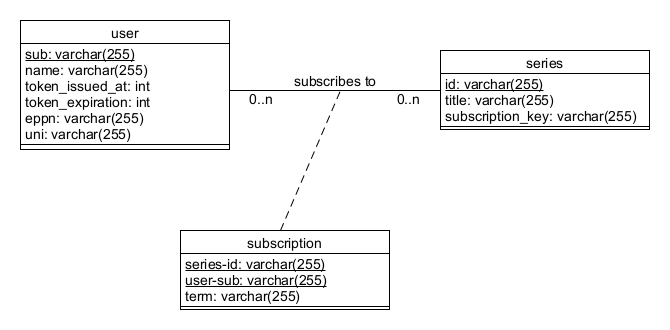 user
sub: varchar(255)
name: varchar(255)
token_issued_at: int
token_expiration: int
eppn: varchar(255)
uni: varchar(255)
subscribes to
0..n
0..n
series
id: varchar(255)
title: varchar(255)
subscription_key: varchar(255)
subscription
series-id: varchar(255)
user-sub: varchar(255)
term: varchar(255)